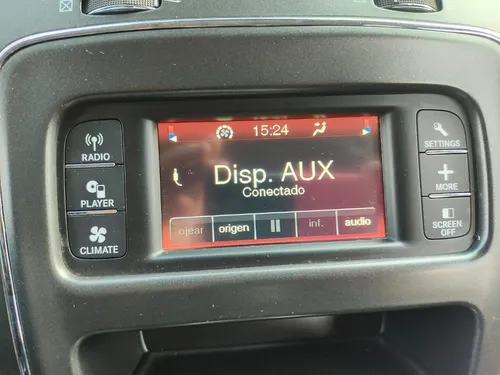 15:24
RADIO
Disp. AUX
SETTINGS
Conectado
PLAYER
MORE
CLIMATE
ojear origen inf. audio
SCREEN
OFF